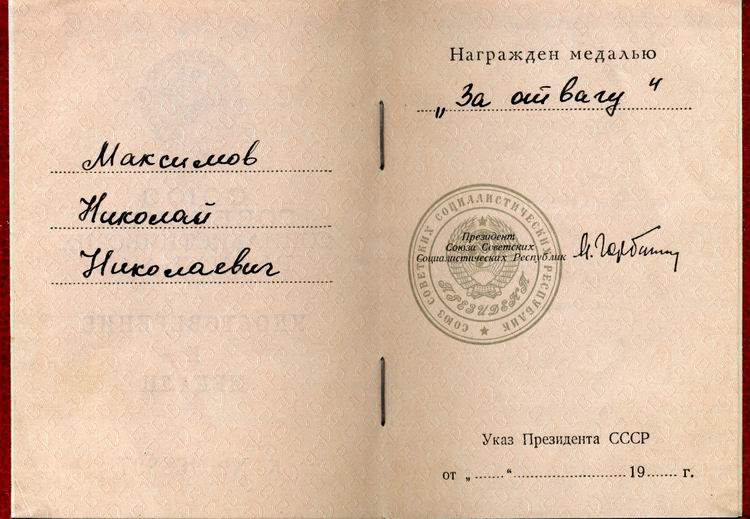 Максимов
Николай
Николаевич
Награжден медалью
„За отвагу“
СОЮЗ СОВЕТСКИХ СОЦИАЛИСТИЧЕСКИХ РЕСПУБЛИК
Президент
Союза Советских
Социалистических Республик
М. Горбачев
ПРЕЗИДЕНТ
Указ Президента СССР
от „ ........ “ .............................. 19 ........ г.